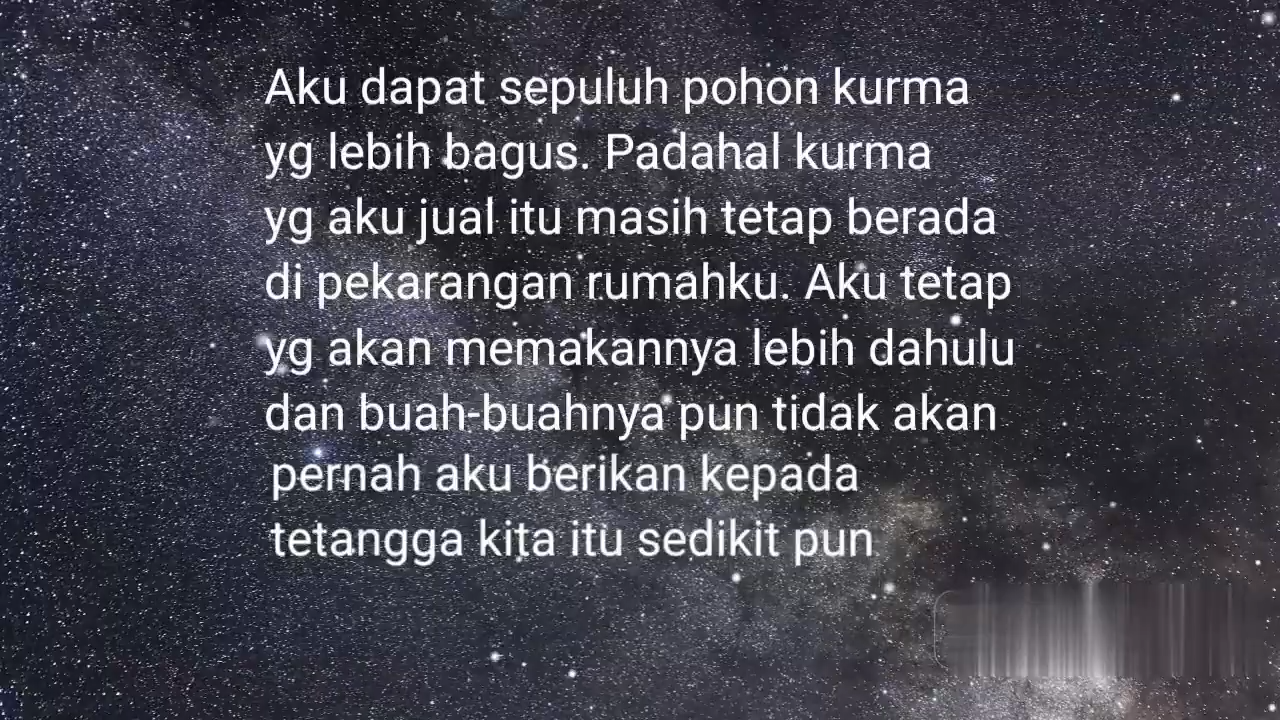 Aku dapat sepuluh pohon kurma
yg lebih bagus. Padahal kurma
yg aku jual itu masih tetap berada
di pekarangan rumahku. Aku tetap
yg akan memakannya lebih dahulu
dan buah-buahnya pun tidak akan
pernah aku berikan kepada
tetangga kita itu sedikit pun